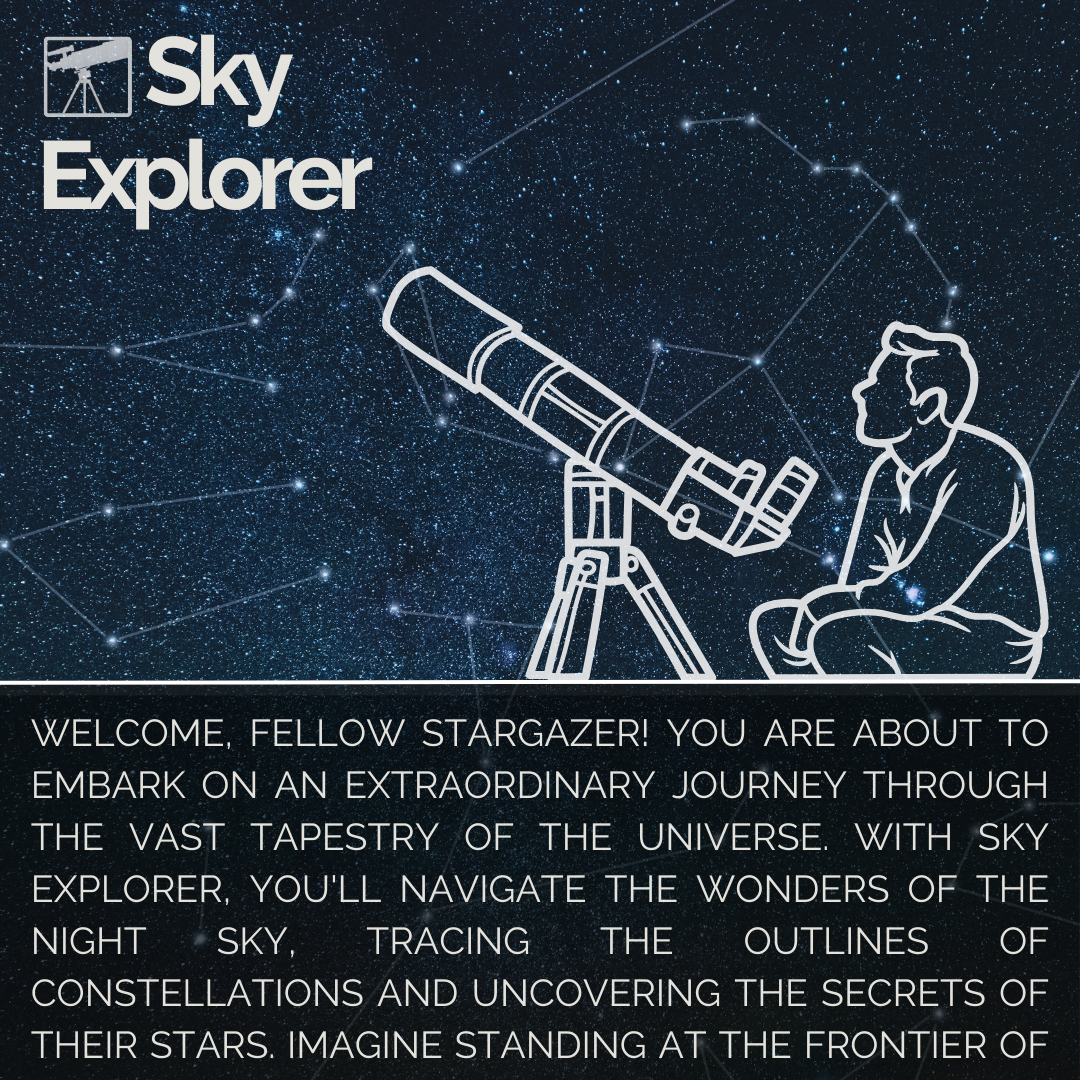 Sky
Explorer
WELCOME, FELLOW STARGAZER! YOU ARE ABOUT TO
EMBARK ON AN EXTRAORDINARY JOURNEY THROUGH
THE VAST TAPESTRY OF THE UNIVERSE. WITH SKY
EXPLORER, YOU'LL NAVIGATE THE WONDERS OF THE
NIGHT SKY, TRACING THE OUTLINES OF
CONSTELLATIONS AND UNCOVERING THE SECRETS OF
THEIR STARS. IMAGINE STANDING AT THE FRONTIER OF